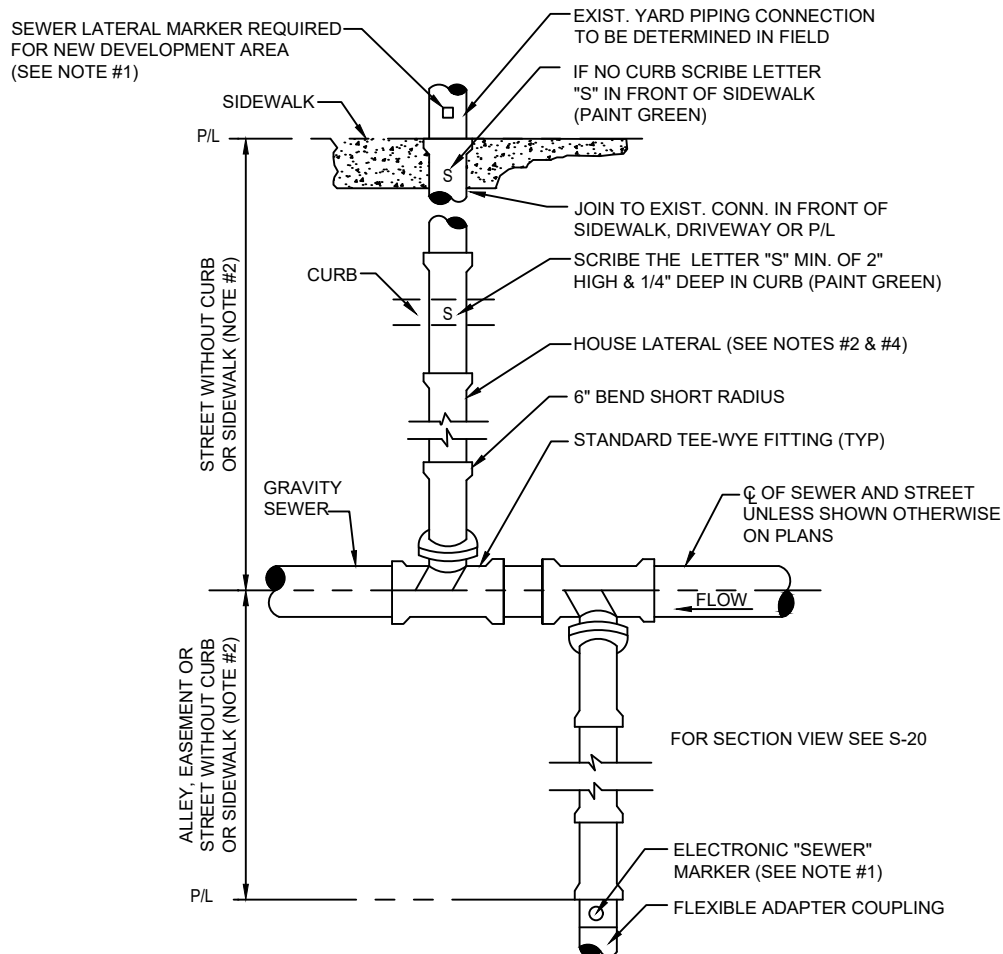 SEWER LATERAL MARKER REQUIRED
FOR NEW DEVELOPMENT AREA
(SEE NOTE #1)
EXIST. YARD PIPING CONNECTION
TO BE DETERMINED IN FIELD
IF NO CURB SCRIBE LETTER
"S" IN FRONT OF SIDEWALK
(PAINT GREEN)
SIDEWALK
P/L
S
JOIN TO EXIST. CONN. IN FRONT OF
SIDEWALK, DRIVEWAY OR P/L
SCRIBE THE LETTER "S" MIN. OF 2"
HIGH & 1/4" DEEP IN CURB (PAINT GREEN)
CURB
S
HOUSE LATERAL (SEE NOTES #2 & #4)
6" BEND SHORT RADIUS
STANDARD TEE-WYE FITTING (TYP)
STREET WITHOUT CURB
OR SIDEWALK (NOTE #2)
GRAVITY
SEWER
℄ OF SEWER AND STREET
UNLESS SHOWN OTHERWISE
ON PLANS
FLOW
ALLEY, EASEMENT OR
STREET WITHOUT CURB
OR SIDEWALK (NOTE #2)
FOR SECTION VIEW SEE S-20
ELECTRONIC "SEWER"
MARKER (SEE NOTE #1)
P/L
FLEXIBLE ADAPTER COUPLING